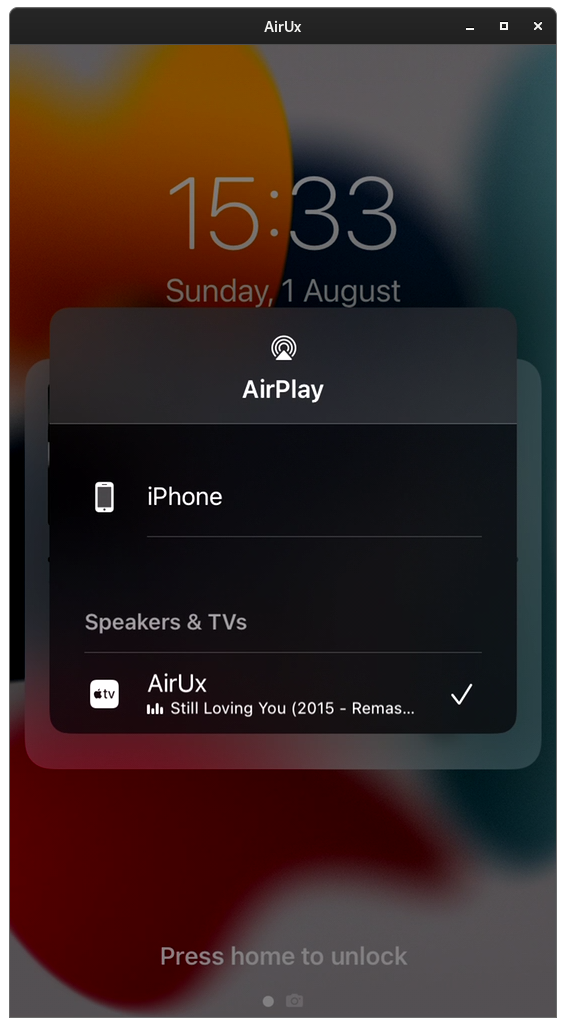 AirUx
15:33
Sunday, 1 August
AirPlay
iPhone
Speakers & TVs
tv
AirUx
Still Loving You (2015 - Remas...
Press home to unlock